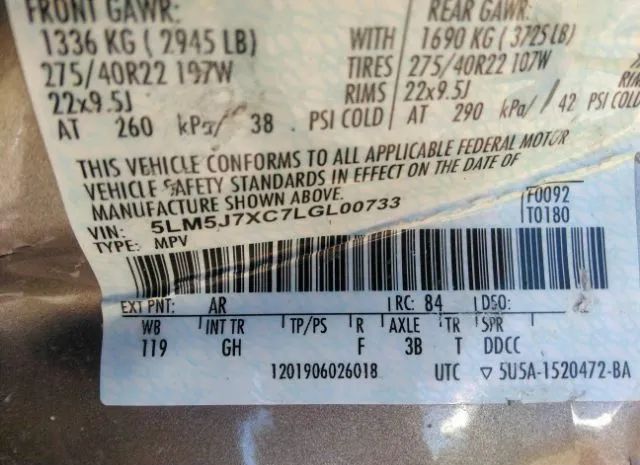 FRONT GAWR:
REAR GAWR:
1336 KG ( 2945 LB)
WITH
1690 KG ( 3725 LB)
275/40R22 107W
TIRES
275/40R22 107W
22x9.5J
RIMS
22x9.5J
RIMS
AT 260 kPa/ 38 PSI COLD
AT 290 kPa/ 42 PSI COLD
THIS VEHICLE CONFORMS TO ALL APPLICABLE FEDERAL MOTOR
VEHICLE SAFETY STANDARDS IN EFFECT ON THE DATE OF
MANUFACTURE SHOWN ABOVE.
VIN: 5LM5J7XC7LGL00733
F0092
TYPE: MPV
T0180
EXT PNT: AR RC: 84 DSO:
WB INT TR TP/PS R AXLE TR SPR
119 GH F 3B T DDCC
1201906026018 UTC ▽ 5U5A-1520472-BA